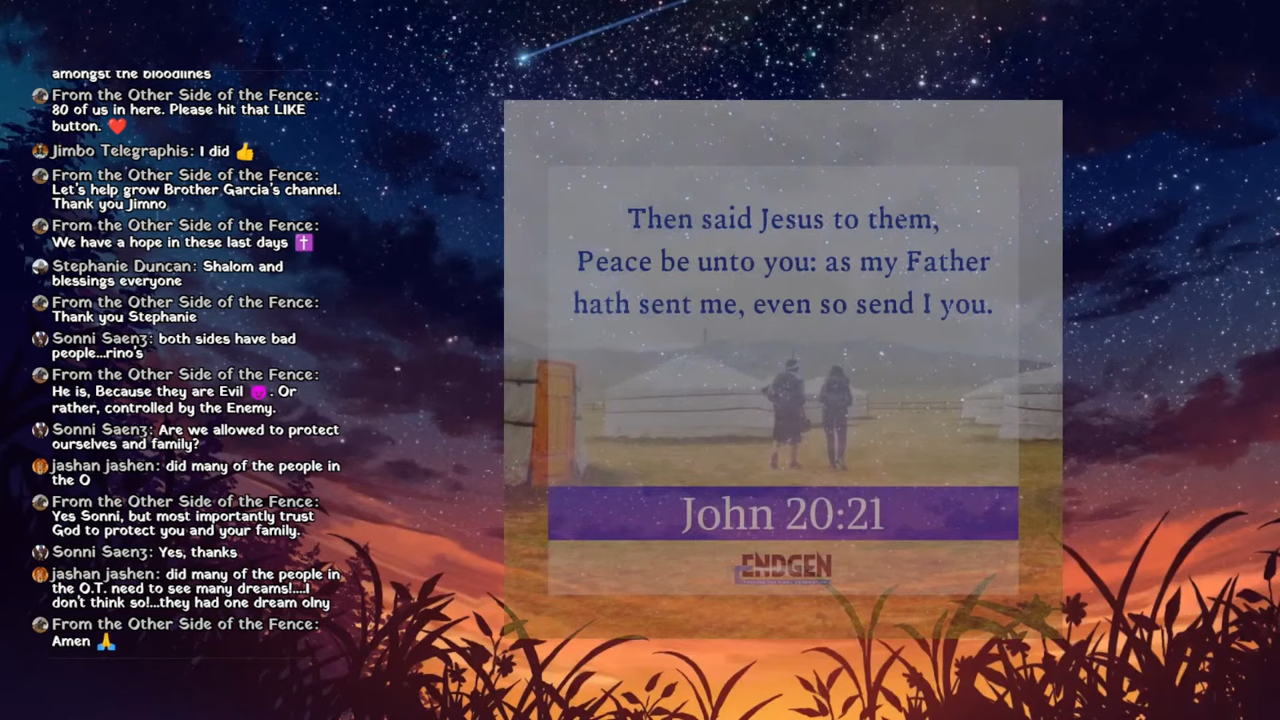 amongst the bloodlines
From the Other Side of the Fence:
80 of us in here. Please hit that LIKE
button. ❤️
Jimbo Telegraphis: I did 👍
From the Other Side of the Fence:
Let's help grow Brother Garcia's channel.
Thank you Jimno
From the Other Side of the Fence:
We have a hope in these last days ✝️
Stephanie Duncan: Shalom and
blessings everyone
From the Other Side of the Fence:
Thank you Stephanie
Sonni Saenz: both sides have bad
people...rino's
From the Other Side of the Fence:
He is, Because they are Evil 😈. Or
rather, controlled by the Enemy.
Sonni Saenz: Are we allowed to protect
ourselves and family?
jashan jashen: did many of the people in
the O
From the Other Side of the Fence:
Yes Sonni, but most importantly trust
God to protect you and your family.
Sonni Saenz: Yes, thanks
jashan jashen: did many of the people in
the O.T. need to see many dreams!....I
don't think so!...they had one dream olny
From the Other Side of the Fence:
Amen 🙏
Then said Jesus to them,
Peace be unto you: as my Father
hath sent me, even so send I you.
John 20:21
ENDGEN